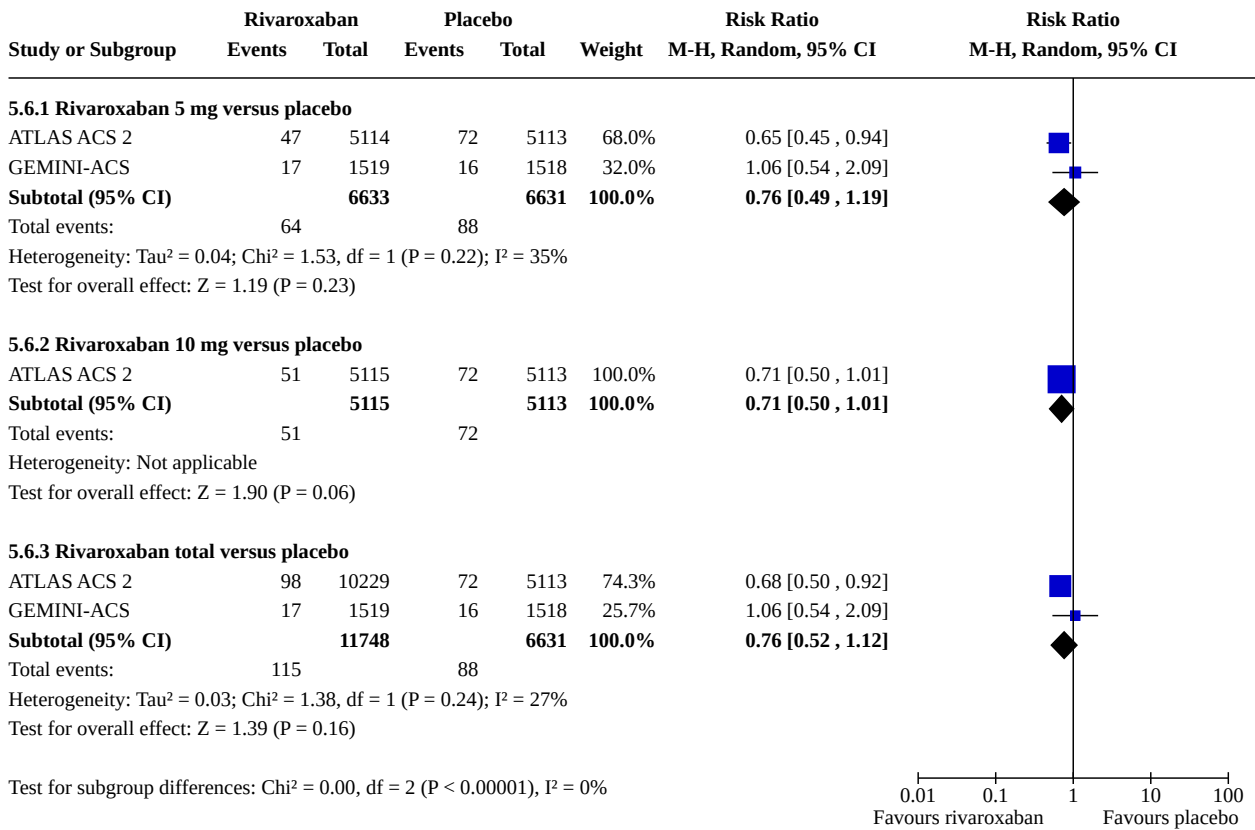 Rivaroxaban Placebo Risk Ratio Risk Ratio
Study or Subgroup Events Total Events Total Weight M-H, Random, 95% CI M-H, Random, 95% CI
5.6.1 Rivaroxaban 5 mg versus placebo
ATLAS ACS 2 47 5114 72 5113 68.0% 0.65 [0.45 , 0.94]
GEMINI-ACS 17 1519 16 1518 32.0% 1.06 [0.54 , 2.09]
Subtotal (95% CI) 6633 6631 100.0% 0.76 [0.49 , 1.19]
Total events: 64 88
Heterogeneity: Tau² = 0.04; Chi² = 1.53, df = 1 (P = 0.22); I² = 35%
Test for overall effect: Z = 1.19 (P = 0.23)
5.6.2 Rivaroxaban 10 mg versus placebo
ATLAS ACS 2 51 5115 72 5113 100.0% 0.71 [0.50 , 1.01]
Subtotal (95% CI) 5115 5113 100.0% 0.71 [0.50 , 1.01]
Total events: 51 72
Heterogeneity: Not applicable
Test for overall effect: Z = 1.90 (P = 0.06)
5.6.3 Rivaroxaban total versus placebo
ATLAS ACS 2 98 10229 72 5113 74.3% 0.68 [0.50 , 0.92]
GEMINI-ACS 17 1519 16 1518 25.7% 1.06 [0.54 , 2.09]
Subtotal (95% CI) 11748 6631 100.0% 0.76 [0.52 , 1.12]
Total events: 115 88
Heterogeneity: Tau² = 0.03; Chi² = 1.38, df = 1 (P = 0.24); I² = 27%
Test for overall effect: Z = 1.39 (P = 0.16)
Test for subgroup differences: Chi² = 0.00, df = 2 (P < 0.00001), I² = 0%
0.01 0.1 1 10 100
Favours rivaroxaban Favours placebo